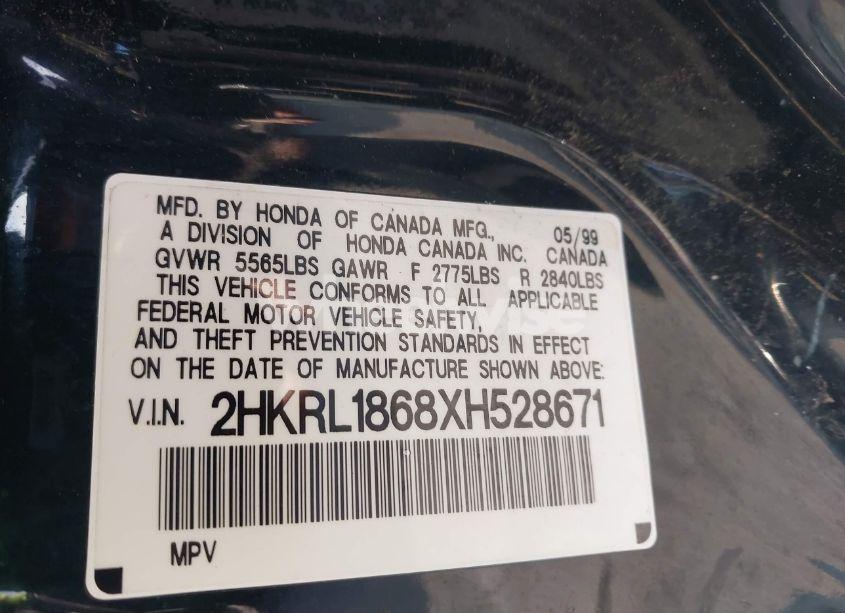 MFD. BY HONDA OF CANADA MFG., 05/99
A DIVISION OF HONDA CANADA INC. CANADA
GVWR 5565LBS GAWR F 2775LBS R 2840LBS
THIS VEHICLE CONFORMS TO ALL APPLICABLE
FEDERAL MOTOR VEHICLE SAFETY,
AND THEFT PREVENTION STANDARDS IN EFFECT
ON THE DATE OF MANUFACTURE SHOWN ABOVE:
V.I.N. 2HKRL1868XH528671
MPV